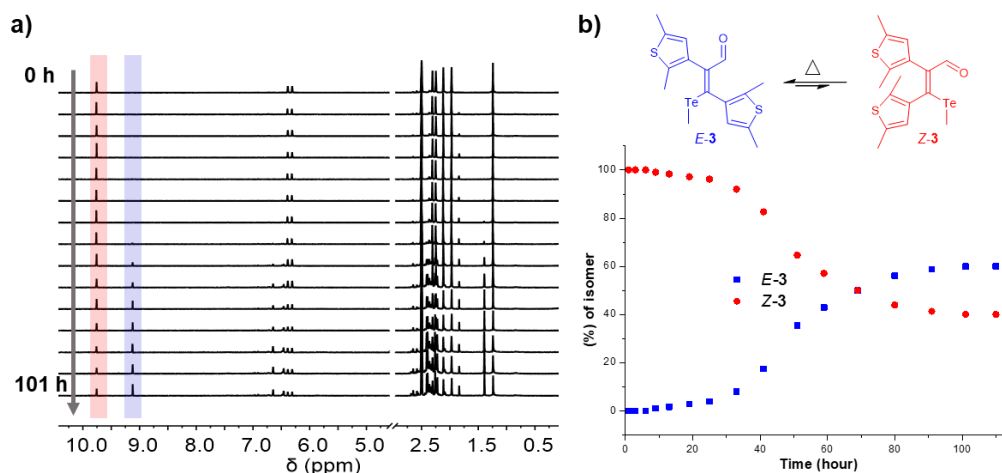 a)
0 h
101 h
10.0 9.0 8.0 7.0 6.0 5.0 4.0 2.5 1.5 0.5
δ (ppm)
b)
S
O
Te
S
E-3
△
S
O
S
Te
Z-3
(%) of isomer
100
80
60
40
20
0
E-3
Z-3
0 20 40 60 80 100
Time (hour)